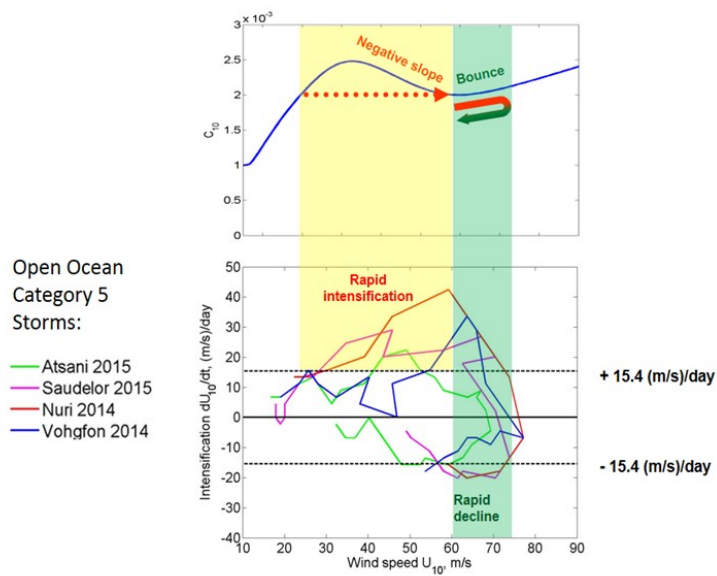 3 × 10⁻³
2.5
2
1.5
1
0.5
0
C₁₀
Negative slope
Bounce
Open Ocean
Category 5
Storms:
Atsani 2015
Saudelor 2015
Nuri 2014
Vohgfon 2014
50
40
30
20
10
0
-10
-20
-30
-40
Intensification dU₁₀/dt, (m/s)/day
Rapid
intensification
Rapid
decline
+ 15.4 (m/s)/day
- 15.4 (m/s)/day
10 20 30 40 50 60 70 80 90
Wind speed U₁₀, m/s